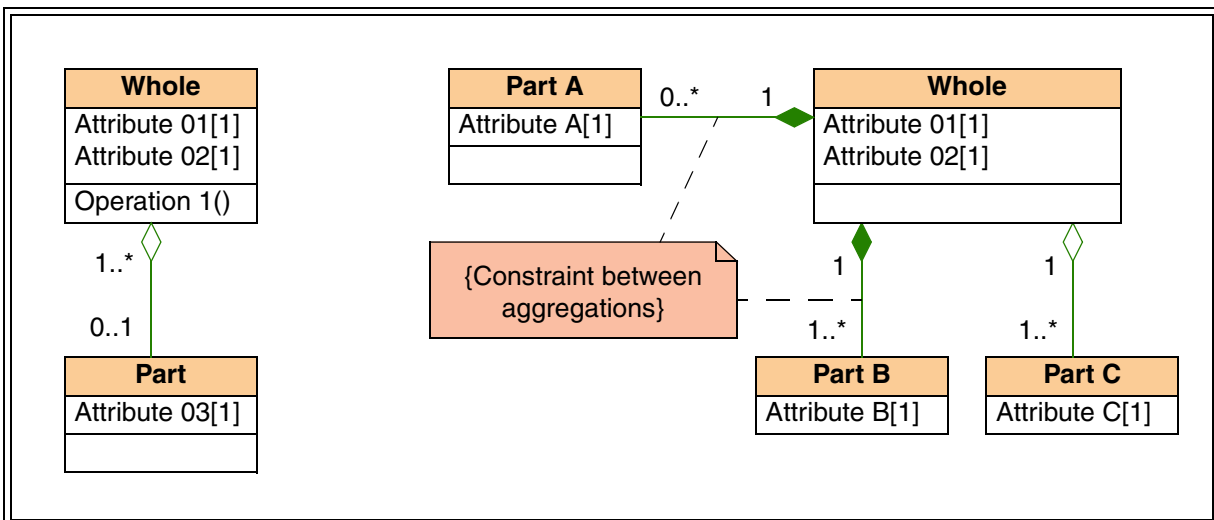 Whole
Attribute 01[1]
Attribute 02[1]
Operation 1()
1..*
0..1
Part
Attribute 03[1]
Part A
Attribute A[1]
0..*
1
Whole
Attribute 01[1]
Attribute 02[1]
{Constraint between
aggregations}
1
1..*
Part B
Attribute B[1]
1
1..*
Part C
Attribute C[1]